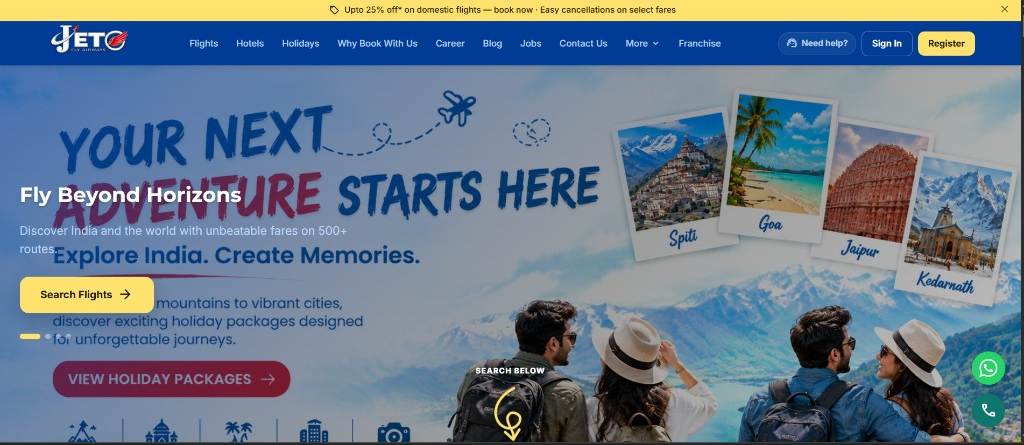 Upto 25% off* on domestic flights — book now · Easy cancellations on select fares
JETO
FLY AIRWAYS
Flights
Hotels
Holidays
Why Book With Us
Career
Blog
Jobs
Contact Us
More
Franchise
Need help?
Sign In
Register
YOUR NEXT
ADVENTURE STARTS HERE
Fly Beyond Horizons
Discover India and the world with unbeatable fares on 500+
routes.
Explore India. Create Memories.
Search Flights
mountains to vibrant cities,
discover exciting holiday packages designed
for unforgettable journeys.
VIEW HOLIDAY PACKAGES
Spiti
Goa
Jaipur
Kedarnath
SEARCH BELOW